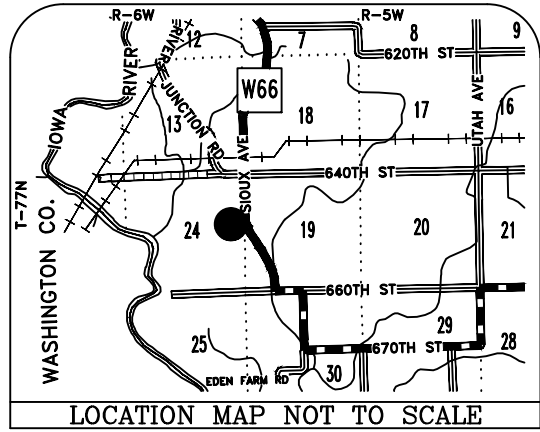 R-6W
R-5W
12
7
8
9
620TH ST
RIVER
RIVER
JUNCTION RD
W66
IOWA
13
18
17
16
UTAH AVE
SIOUX AVE
640TH ST
T-77N
24
19
20
21
WASHINGTON CO.
660TH ST
25
29
28
670TH ST
30
EDEN FARM RD
LOCATION MAP NOT TO SCALE